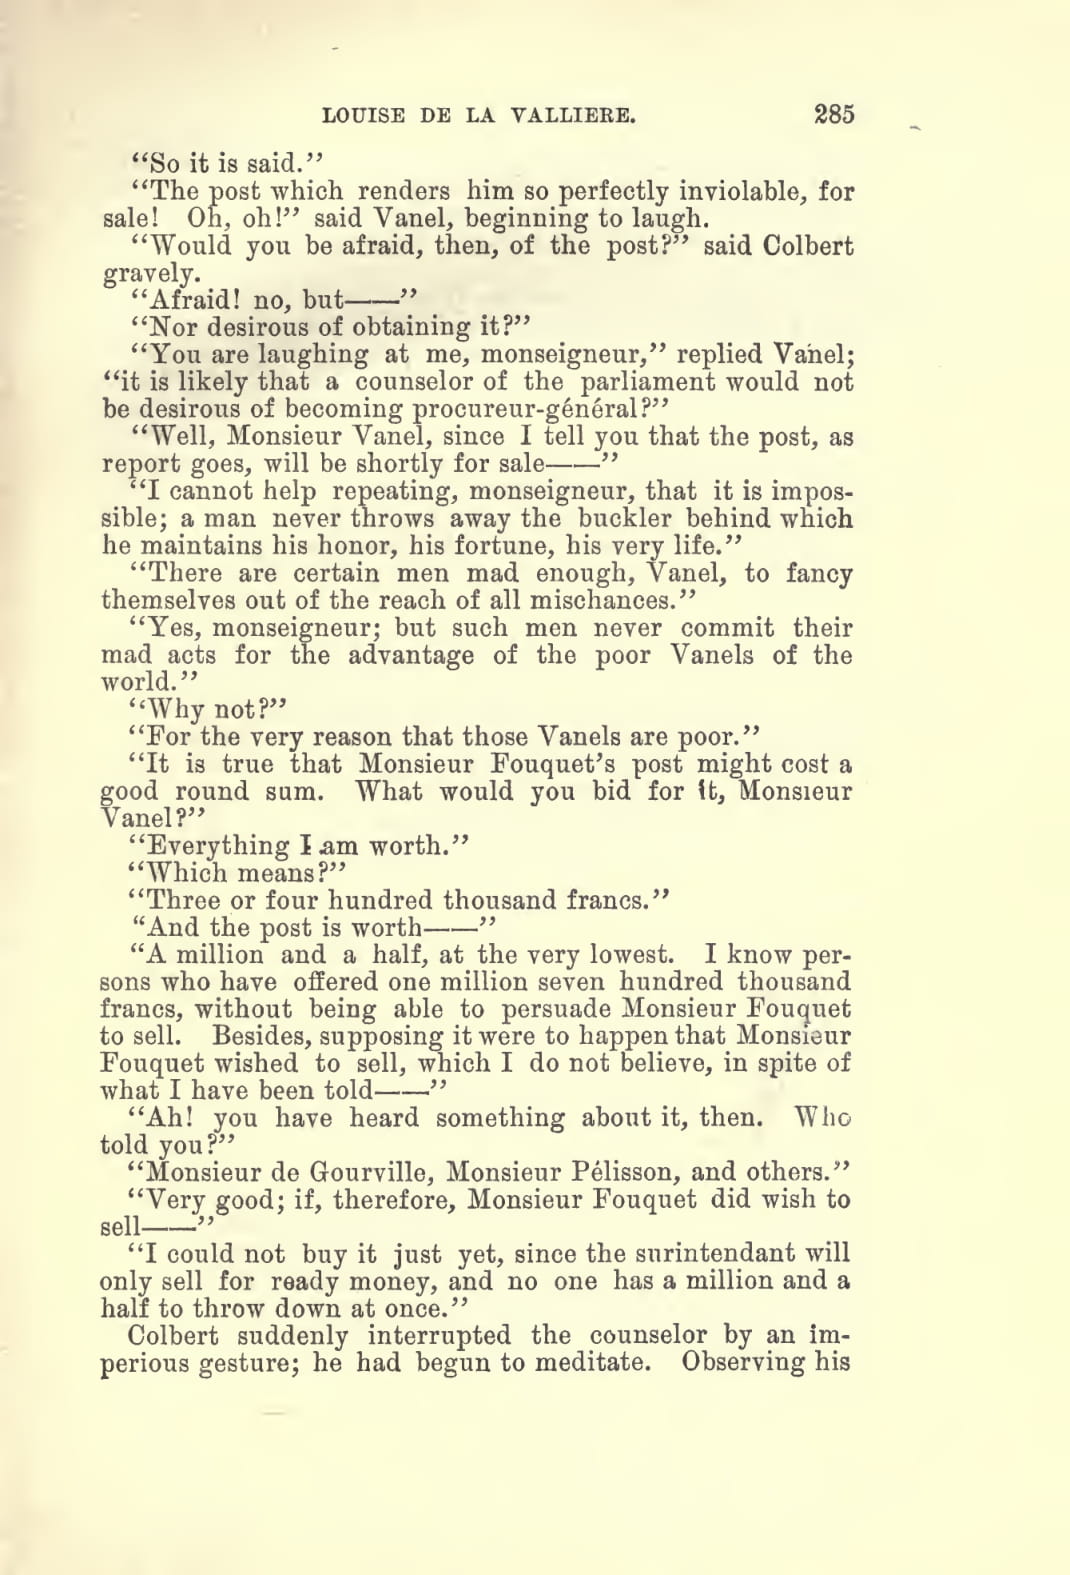 LOUISE DE LA VALLIERE. 285
“So it is said.”
“The post which renders him so perfectly inviolable, for
sale! Oh, oh!” said Vanel, beginning to laugh.
“Would you be afraid, then, of the post?” said Colbert
gravely.
“Afraid! no, but——”
“Nor desirous of obtaining it?”
“You are laughing at me, monseigneur,” replied Vanel;
“it is likely that a counselor of the parliament would not
be desirous of becoming procureur-général?”
“Well, Monsieur Vanel, since I tell you that the post, as
report goes, will be shortly for sale——”
“I cannot help repeating, monseigneur, that it is impos-
sible; a man never throws away the buckler behind which
he maintains his honor, his fortune, his very life.”
“There are certain men mad enough, Vanel, to fancy
themselves out of the reach of all mischances.”
“Yes, monseigneur; but such men never commit their
mad acts for the advantage of the poor Vanels of the
world.”
“Why not?”
“For the very reason that those Vanels are poor.”
“It is true that Monsieur Fouquet’s post might cost a
good round sum. What would you bid for it, Monsieur
Vanel?”
“Everything I am worth.”
“Which means?”
“Three or four hundred thousand francs.”
“And the post is worth——”
“A million and a half, at the very lowest. I know per-
sons who have offered one million seven hundred thousand
francs, without being able to persuade Monsieur Fouquet
to sell. Besides, supposing it were to happen that Monsieur
Fouquet wished to sell, which I do not believe, in spite of
what I have been told——”
“Ah! you have heard something about it, then. Who
told you?”
“Monsieur de Gourville, Monsieur Pélisson, and others.”
“Very good; if, therefore, Monsieur Fouquet did wish to
sell——”
“I could not buy it just yet, since the surintendant will
only sell for ready money, and no one has a million and a
half to throw down at once.”
Colbert suddenly interrupted the counselor by an im-
perious gesture; he had begun to meditate. Observing his